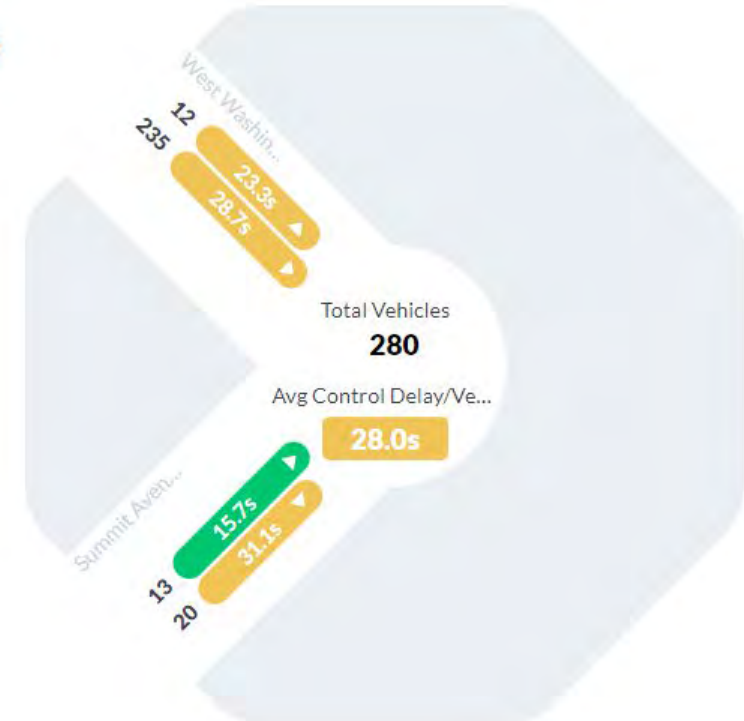 West Washin...
12
23.3s
235
28.7s
Total Vehicles
280
Avg Control Delay/Ve...
28.0s
Summit Aven...
15.7s
13
31.1s
20